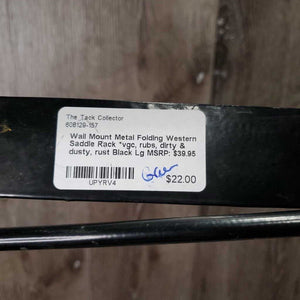 The Tack Collector
608129-157
Wall Mount Metal Folding Western
Saddle Rack *vgc, rubs, dirty &
dusty, rust Black Lg MSRP: $39.95
UPYRV4
$22.00